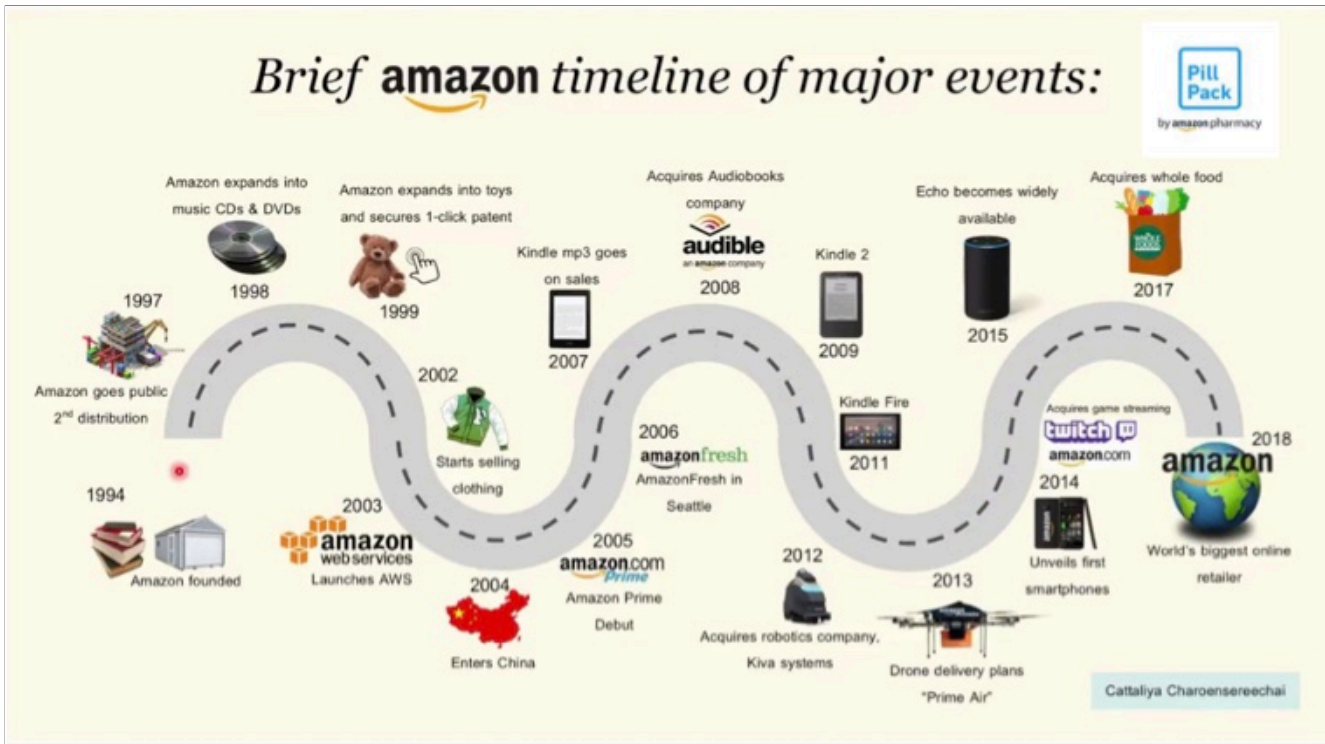 Brief amazon timeline of major events:
Pill
Pack
by amazon pharmacy
1994
Amazon founded
1997
Amazon goes public
2nd distribution
Amazon expands into
music CDs & DVDs
1998
Amazon expands into toys
and secures 1-click patent
1999
2002
Starts selling
clothing
2003
amazon
webservices
Launches AWS
2004
Enters China
2005
amazon.com
Prime
Amazon Prime
Debut
2006
amazonfresh
AmazonFresh in
Seattle
Kindle mp3 goes
on sales
2007
Acquires Audiobooks
company
audible
an amazon company
2008
Kindle 2
2009
Kindle Fire
2011
2012
Acquires robotics company,
Kiva systems
2013
Drone delivery plans
"Prime Air"
Acquires game streaming
twitch
amazon.com
2014
amazon
Unveils first
smartphones
Echo becomes widely
available
2015
Acquires whole food
WHOLE
FOODS
2017
2018
amazon
World's biggest online
retailer
Cattaliya Charoensereechai